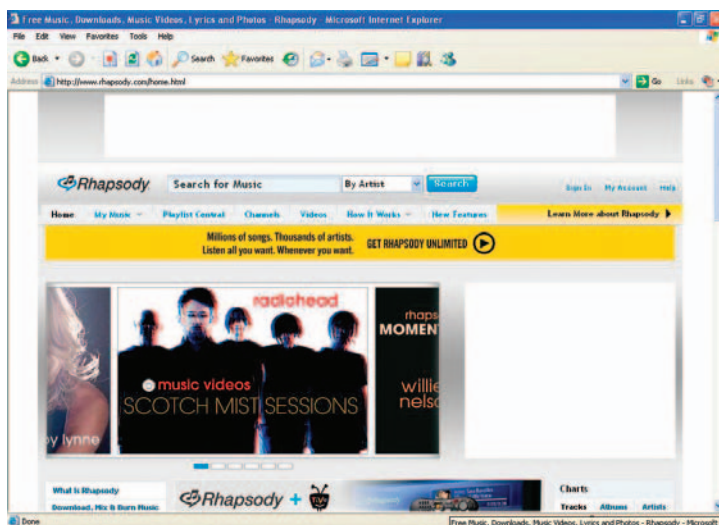 Free Music, Downloads, Music Videos, Lyrics and Photos - Rhapsody - Microsoft Internet Explorer
File Edit View Favorites Tools Help
Back Search Favorites
Address http://www.rhapsody.com/home.html Go Links
Rhapsody Search for Music By Artist Search Sign In My Account Help
Home My Music Playlist Central Channels Videos How It Works New Features Learn More about Rhapsody
Millions of songs. Thousands of artists.
Listen all you want. Whenever you want.
GET RHAPSODY UNLIMITED
radiohead
rhaps
MOMEN
music videos
SCOTCH MIST SESSIONS
willie
nelso
by lynne
What Is Rhapsody
Download, Mix & Burn Music
Rhapsody + TiVo
Charts
Tracks Albums Artists
Done
Free Music, Downloads, Music Videos, Lyrics and Photos - Rhapsody - Microsof